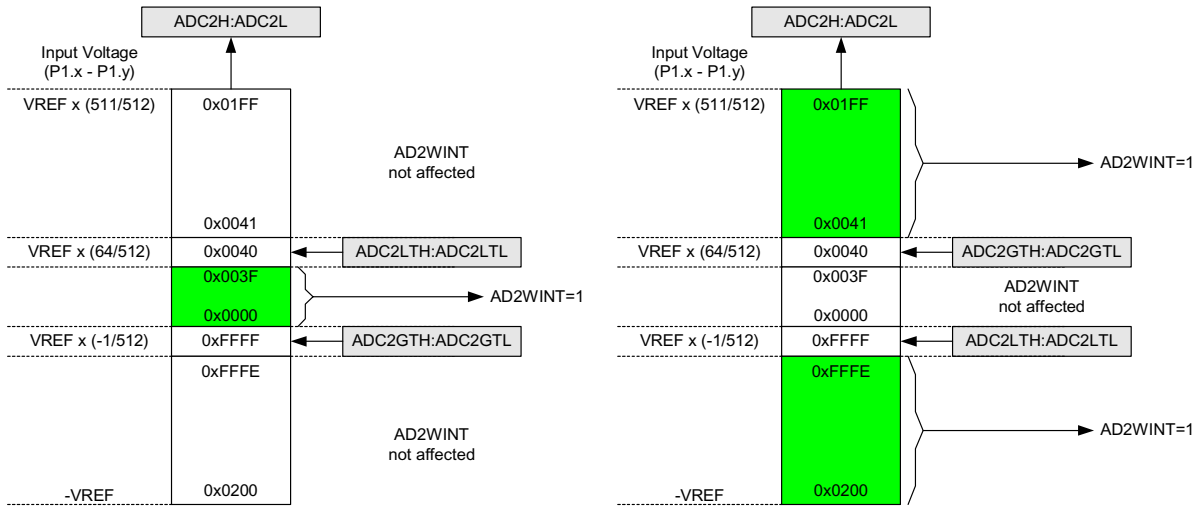 ADC2H:ADC2L
Input Voltage
(P1.x - P1.y)
VREF x (511/512)
0x01FF
AD2WINT
not affected
0x0041
VREF x (64/512)
0x0040
ADC2LTH:ADC2LTL
0x003F
AD2WINT=1
0x0000
VREF x (-1/512)
0xFFFF
ADC2GTH:ADC2GTL
0xFFFE
AD2WINT
not affected
-VREF
0x0200
ADC2H:ADC2L
Input Voltage
(P1.x - P1.y)
VREF x (511/512)
0x01FF
AD2WINT=1
0x0041
VREF x (64/512)
0x0040
ADC2GTH:ADC2GTL
0x003F
AD2WINT
not affected
0x0000
VREF x (-1/512)
0xFFFF
ADC2LTH:ADC2LTL
0xFFFE
AD2WINT=1
-VREF
0x0200